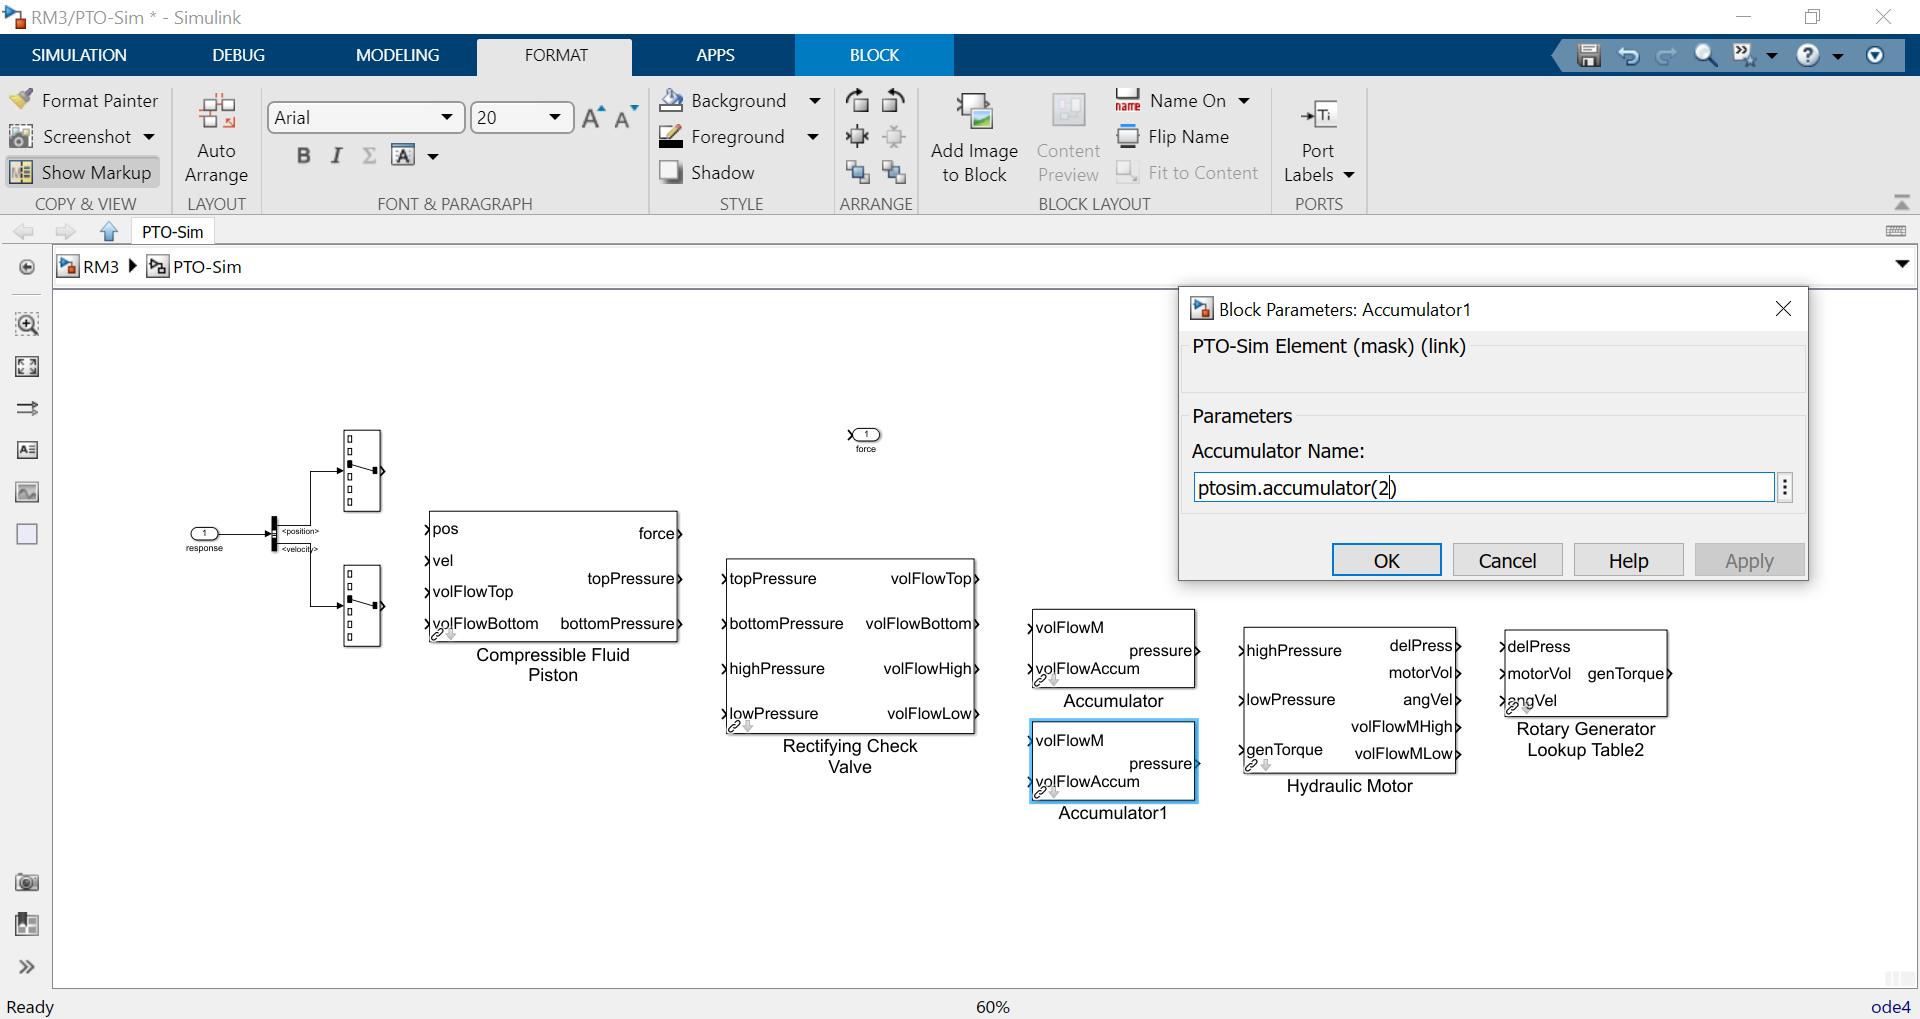 RM3/PTO-Sim * - Simulink
SIMULATION
DEBUG
MODELING
FORMAT
APPS
BLOCK
Format Painter
Screenshot
Show Markup
COPY & VIEW
Auto
Arrange
LAYOUT
Arial
20
B I Σ A
FONT & PARAGRAPH
Background
Foreground
Shadow
STYLE
ARRANGE
Add Image
to Block
Content
Preview
name
Name On
Flip Name
Fit to Content
BLOCK LAYOUT
Port
Labels
PORTS
PTO-Sim
RM3
PTO-Sim
Block Parameters: Accumulator1
PTO-Sim Element (mask) (link)
Parameters
Accumulator Name:
ptosim.accumulator(2)
OK
Cancel
Help
Apply
1
response
<position>
<velocity>
1
force
pos
vel
volFlowTop
volFlowBottom
force
topPressure
bottomPressure
Compressible Fluid
Piston
topPressure
bottomPressure
highPressure
lowPressure
volFlowTop
volFlowBottom
volFlowHigh
volFlowLow
Rectifying Check
Valve
volFlowM
volFlowAccum
pressure
Accumulator
volFlowM
volFlowAccum
pressure
Accumulator1
highPressure
lowPressure
genTorque
delPress
motorVol
angVel
volFlowMHigh
volFlowMLow
Hydraulic Motor
delPress
motorVol
angVel
genTorque
Rotary Generator
Lookup Table2
Ready
60%
ode4